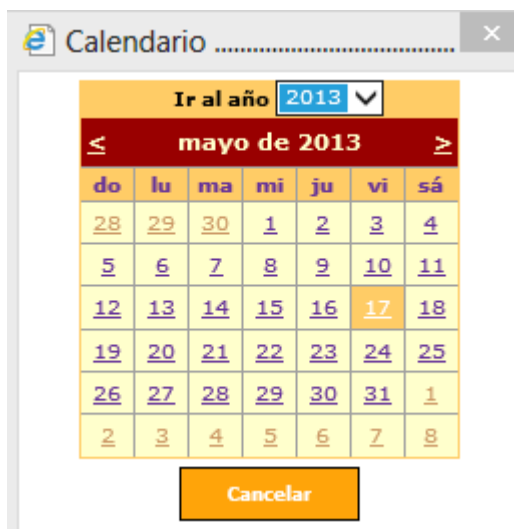 Calendario ........................................
Ir al año 2013
< mayo de 2013 >
do lu ma mi ju vi sá
28 29 30 1 2 3 4
5 6 7 8 9 10 11
12 13 14 15 16 17 18
19 20 21 22 23 24 25
26 27 28 29 30 31 1
2 3 4 5 6 7 8
Cancelar